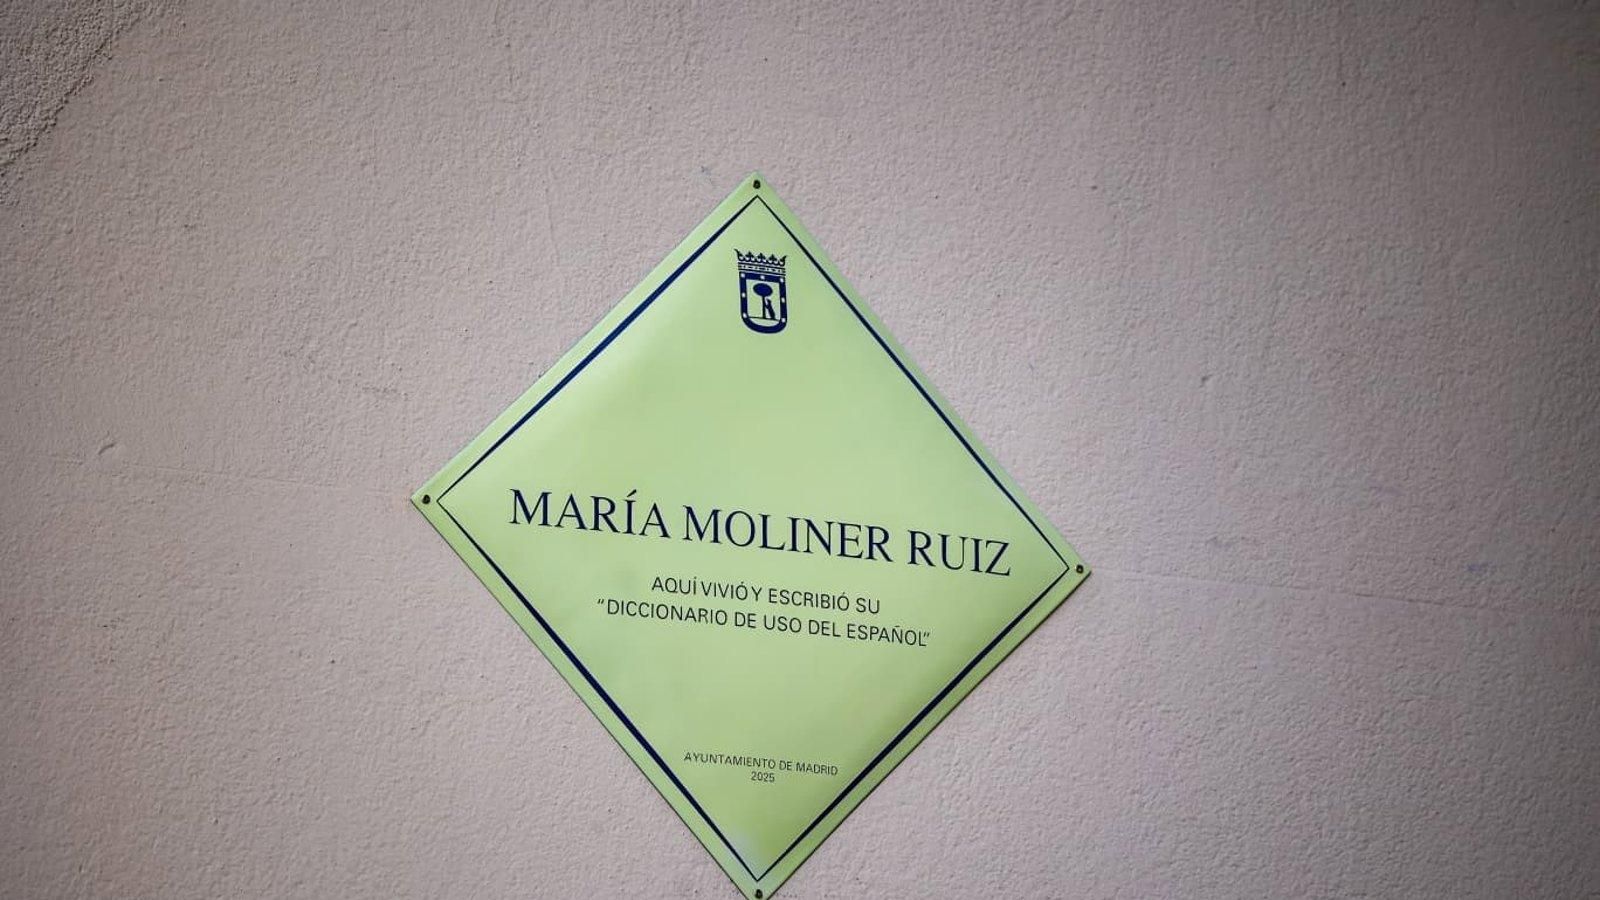 MARÍA MOLINER RUIZ
AQUÍ VIVIÓ Y ESCRIBIÓ SU
“DICCIONARIO DE USO DEL ESPAÑOL”
AYUNTAMIENTO DE MADRID
2025